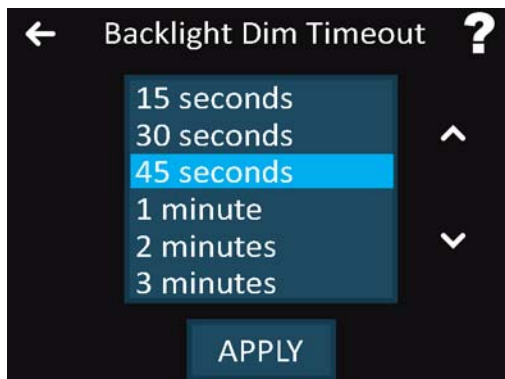 Backlight Dim Timeout ?
15 seconds
30 seconds
45 seconds
1 minute
2 minutes
3 minutes
APPLY